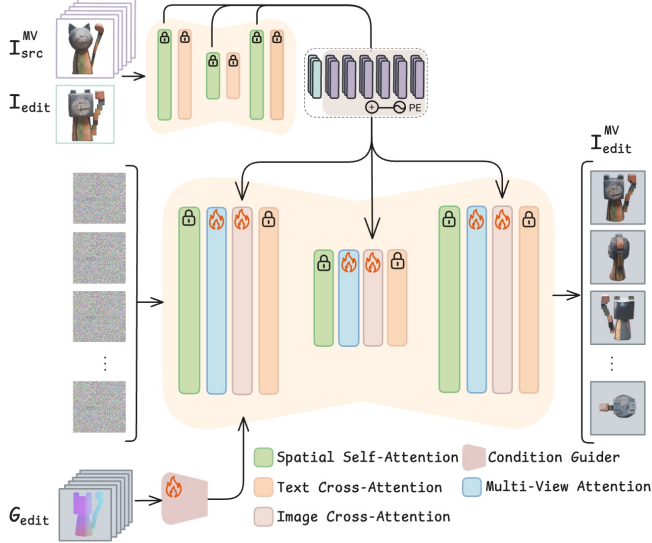 I^MV_src
I_edit
PE
I^MV_edit
...
...
G_edit
Spatial Self-Attention
Condition Guider
Text Cross-Attention
Multi-View Attention
Image Cross-Attention